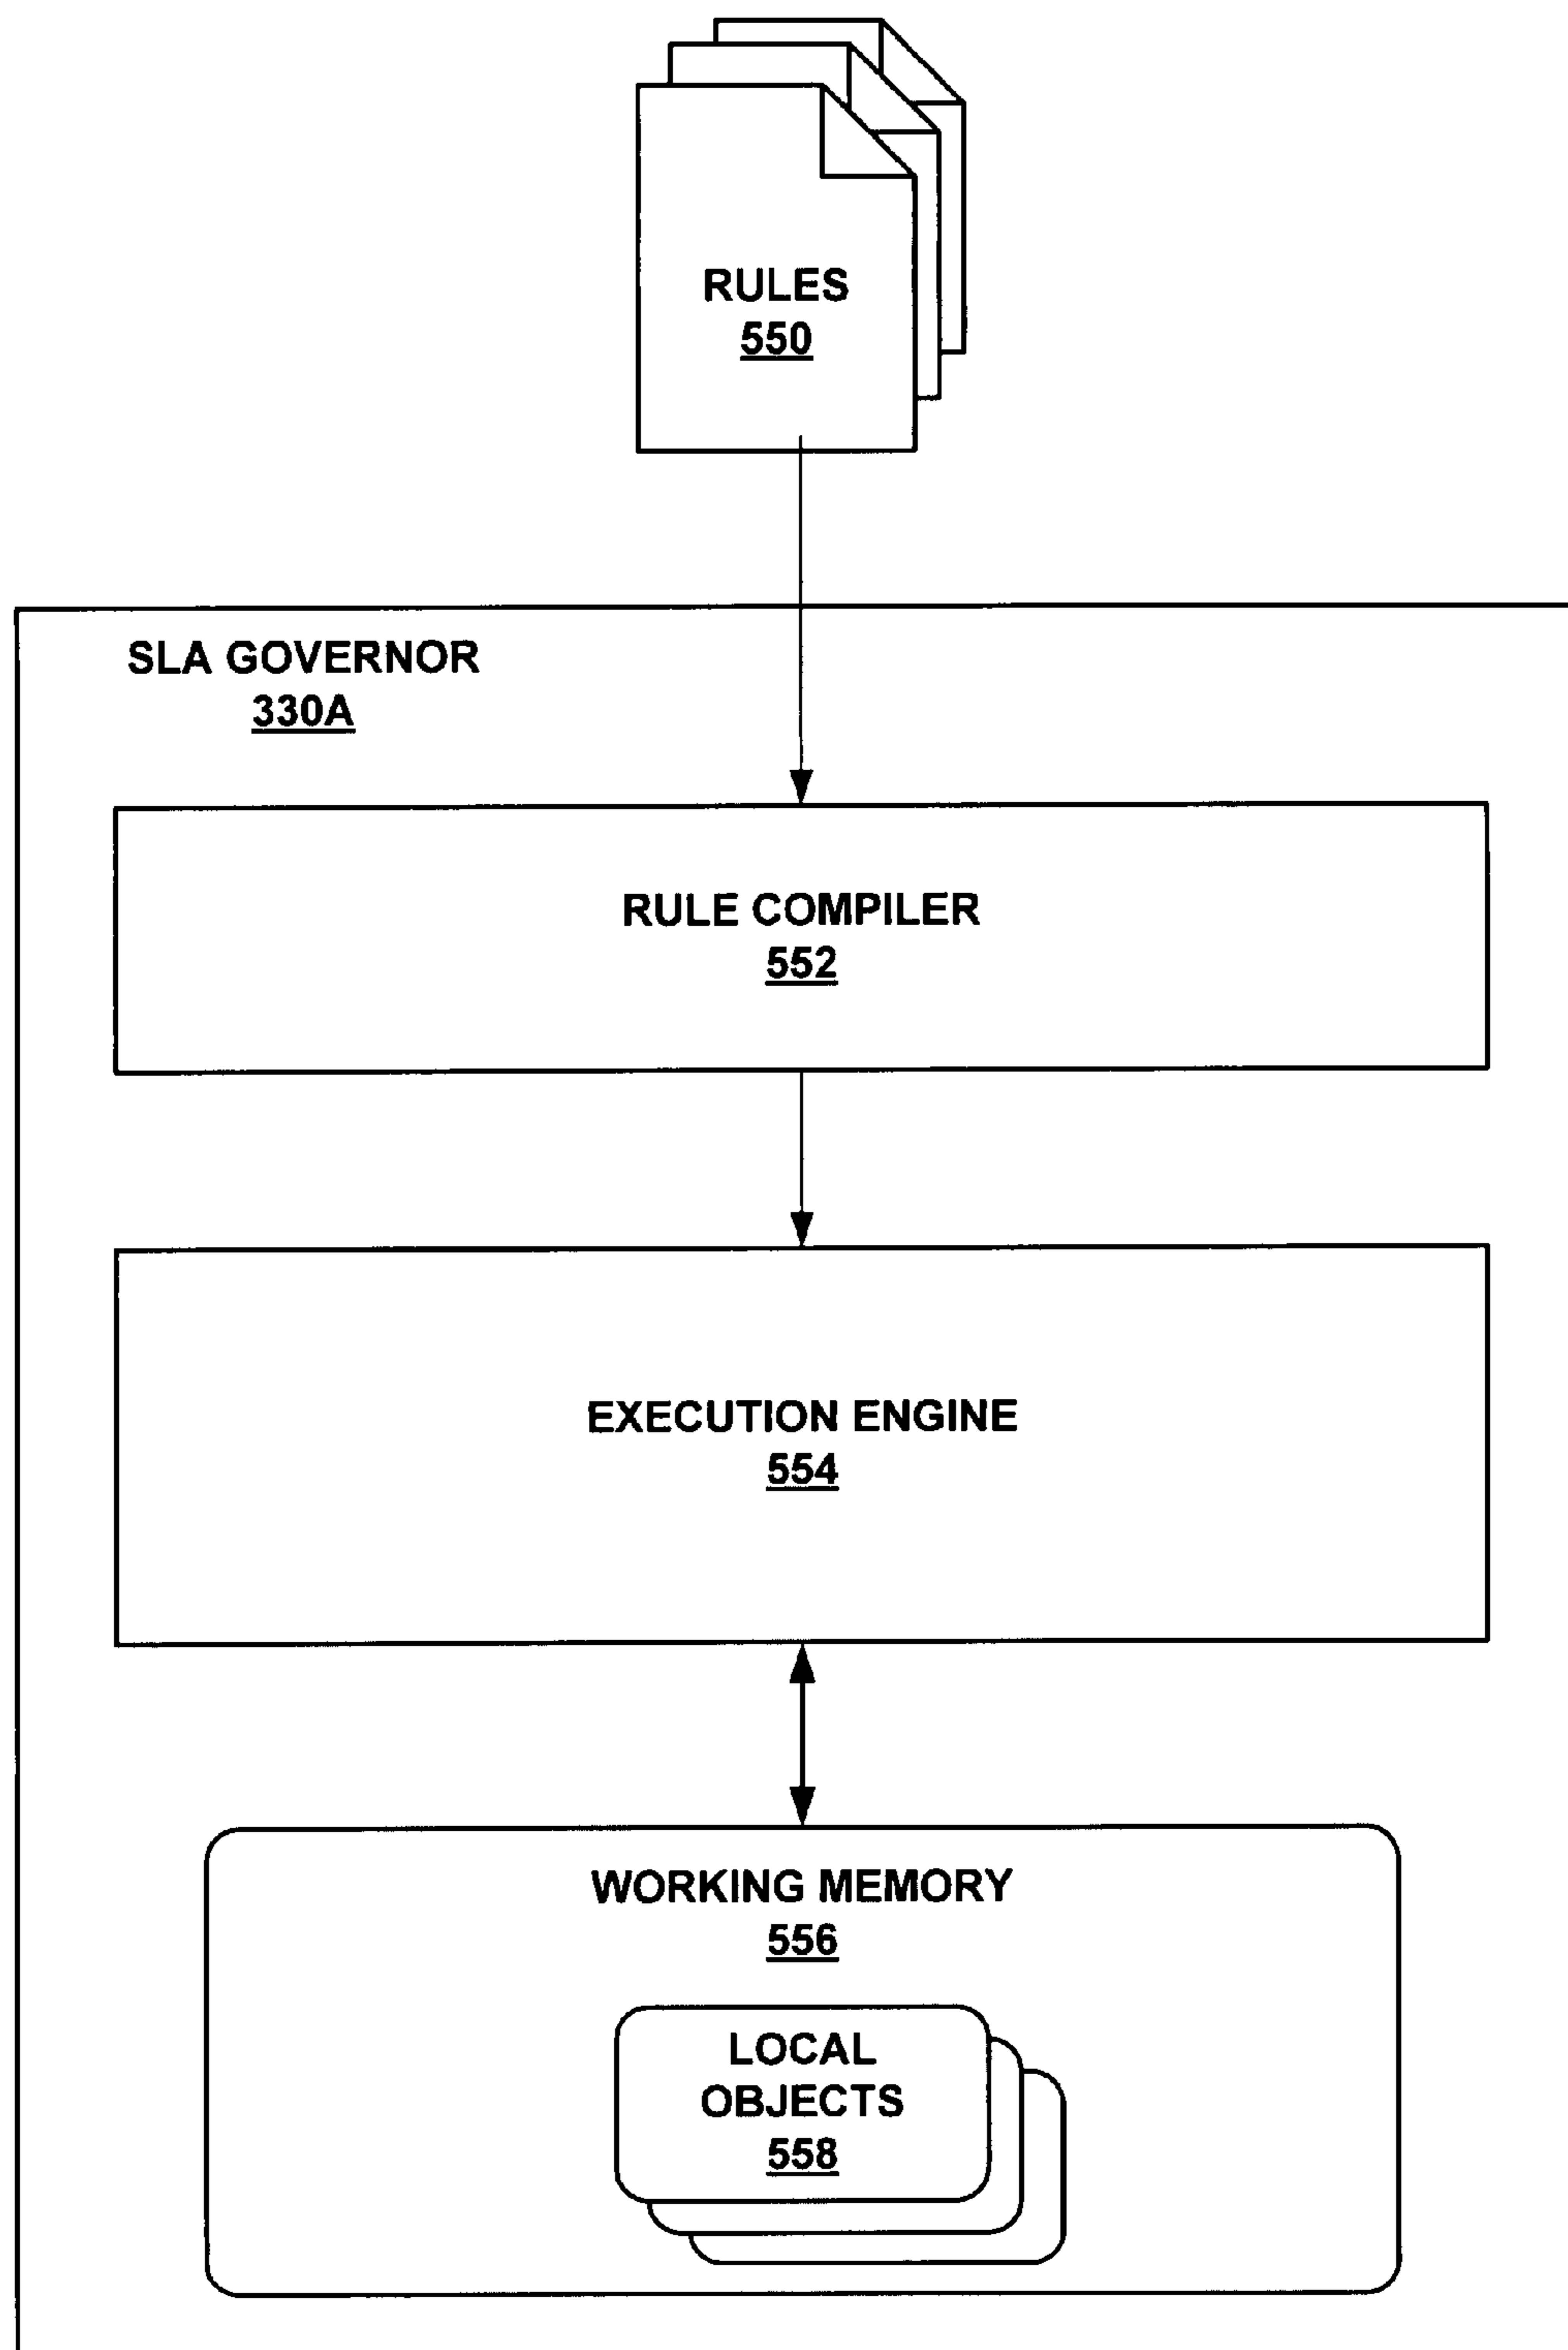 RULES
550
SLA GOVERNOR
330A
RULE COMPILER
552
EXECUTION ENGINE
554
WORKING MEMORY
556
LOCAL
OBJECTS
558